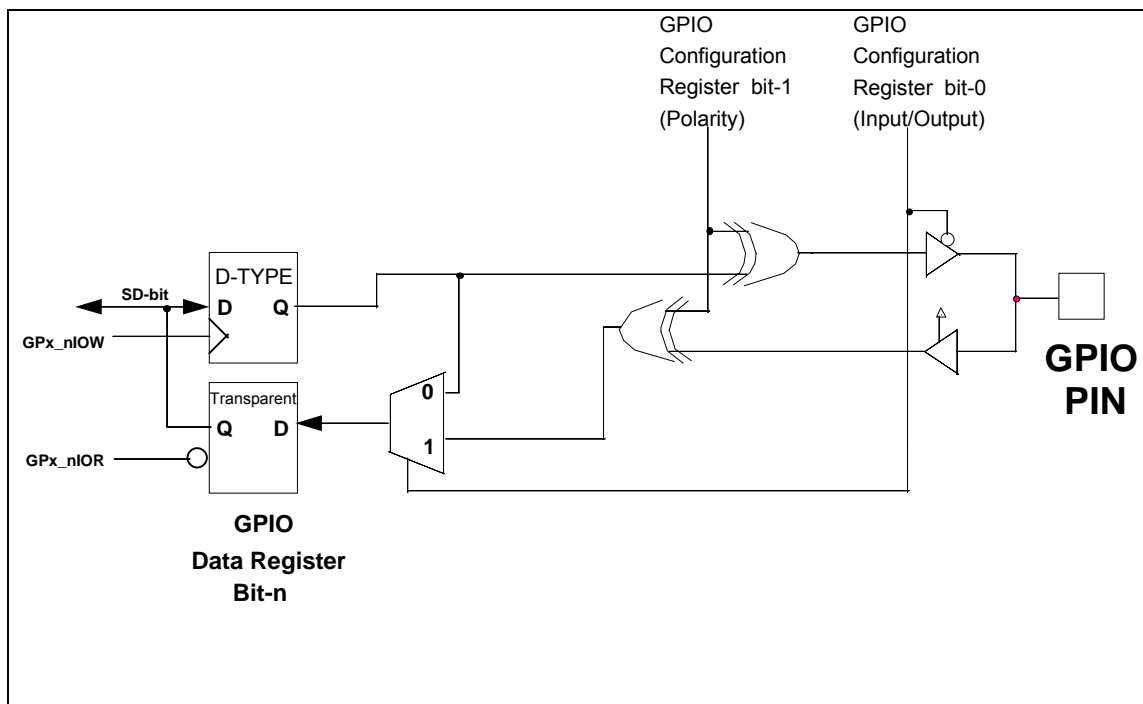 GPIO
Configuration
Register bit-1
(Polarity)
GPIO
Configuration
Register bit-0
(Input/Output)
D-TYPE
SD-bit
D
Q
GPx_nIOW
GPIO
PIN
Transparent
0
Q
D
1
GPx_nIOR
GPIO
Data Register
Bit-n